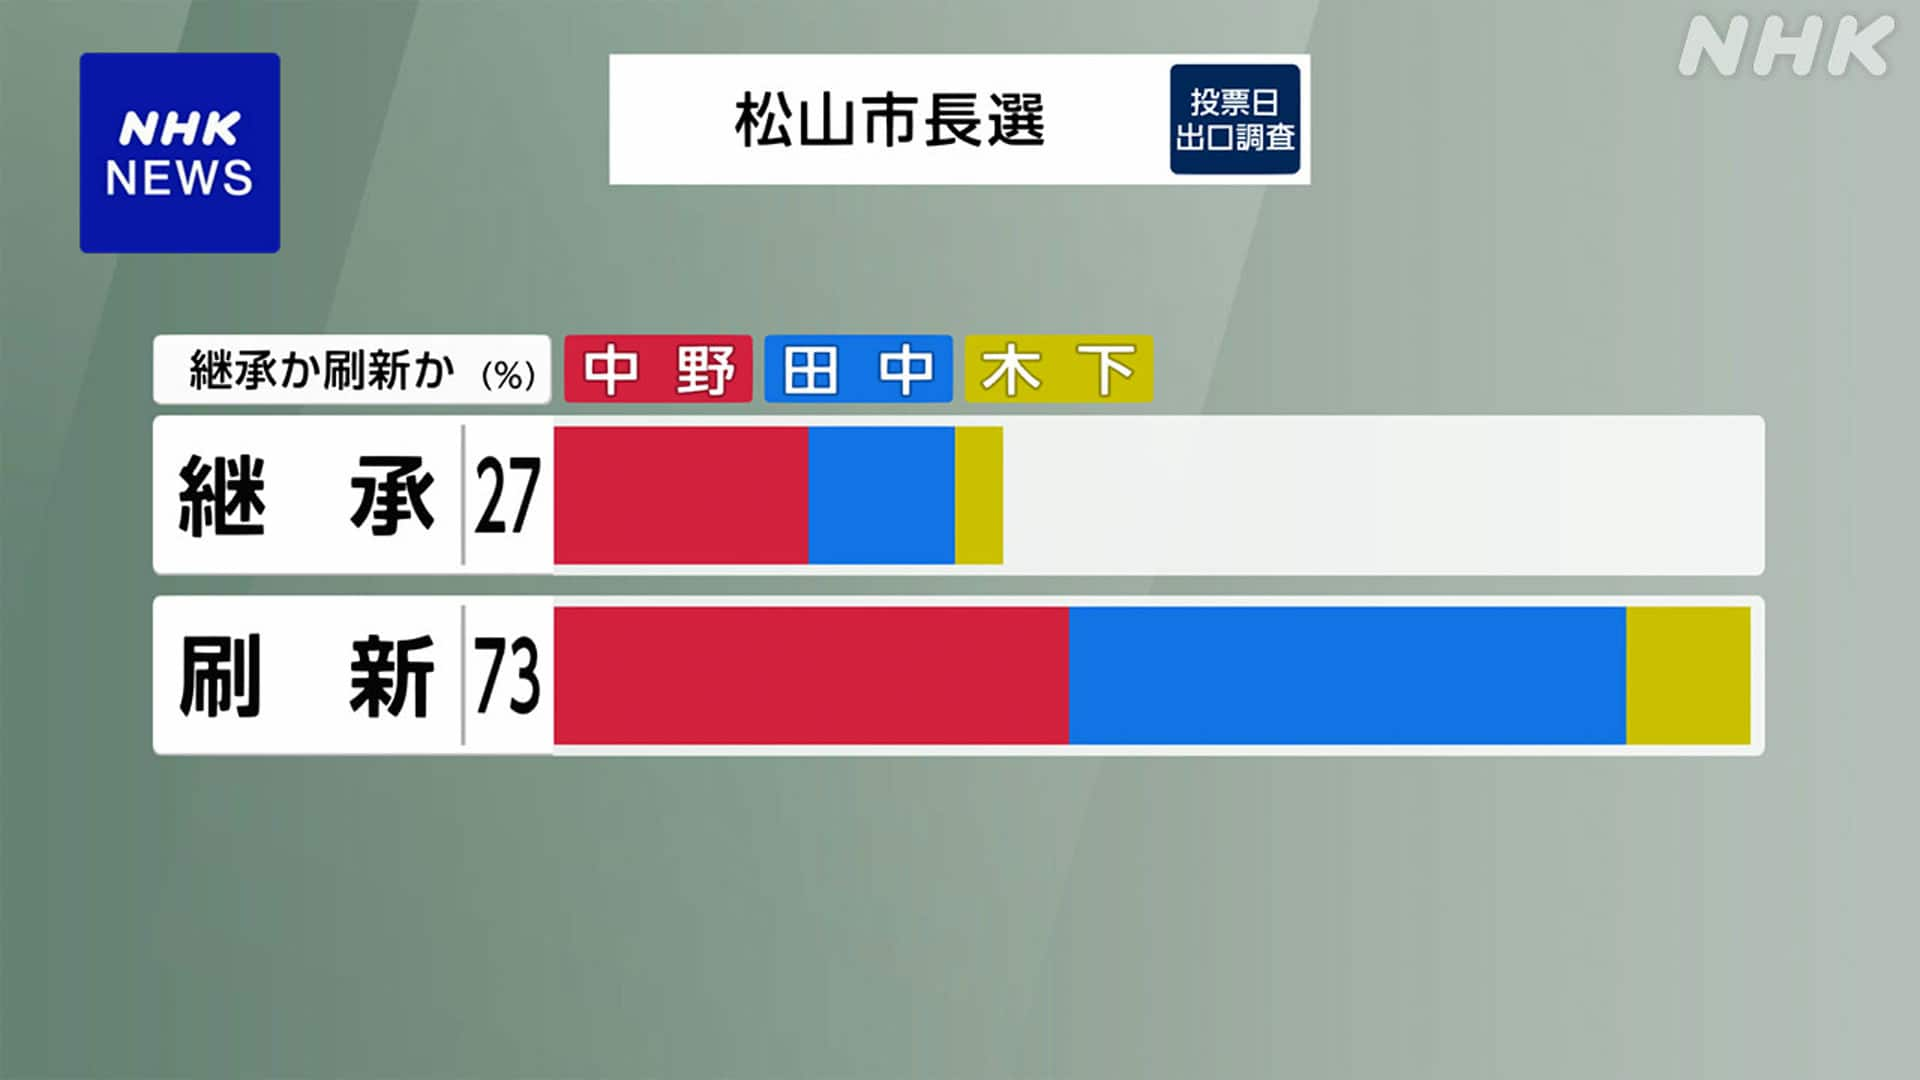 NHK
NHK
NEWS
松山市長選
投票日
出口調査
継承か刷新か (%)
中野
田中
木下
継承 27
刷新 73